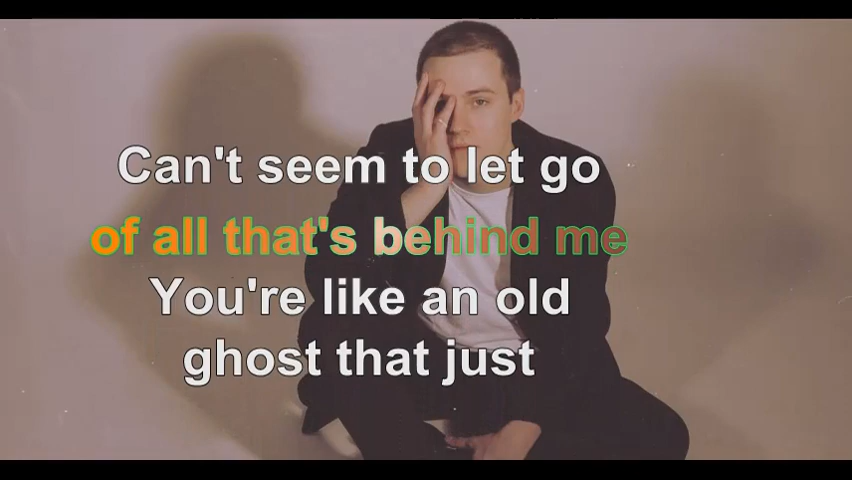 Can't seem to let go
of all that's behind me
You're like an old
ghost that just